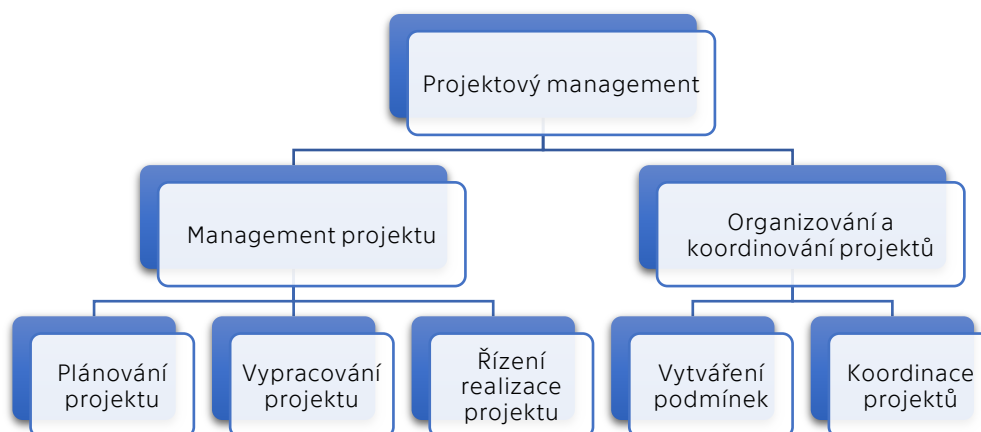 Projektový management
Management projektu
Organizování a
koordinování projektů
Plánování
projektu
Vypracování
projektu
Řízení
realizace
projektu
Vytváření
podmínek
Koordinace
projektů